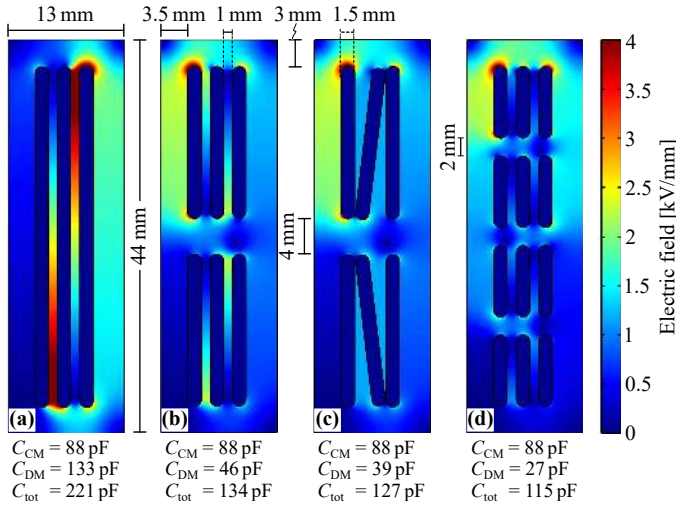 13 mm
3.5 mm
1 mm
3 mm
1.5 mm
44 mm
4 mm
2 mm
4
3.5
3
2.5
2
1.5
1
0.5
0
Electric field [kV/mm]
(a)
(b)
(c)
(d)
C_CM = 88 pF
C_DM = 133 pF
C_tot = 221 pF
C_CM = 88 pF
C_DM = 46 pF
C_tot = 134 pF
C_CM = 88 pF
C_DM = 39 pF
C_tot = 127 pF
C_CM = 88 pF
C_DM = 27 pF
C_tot = 115 pF